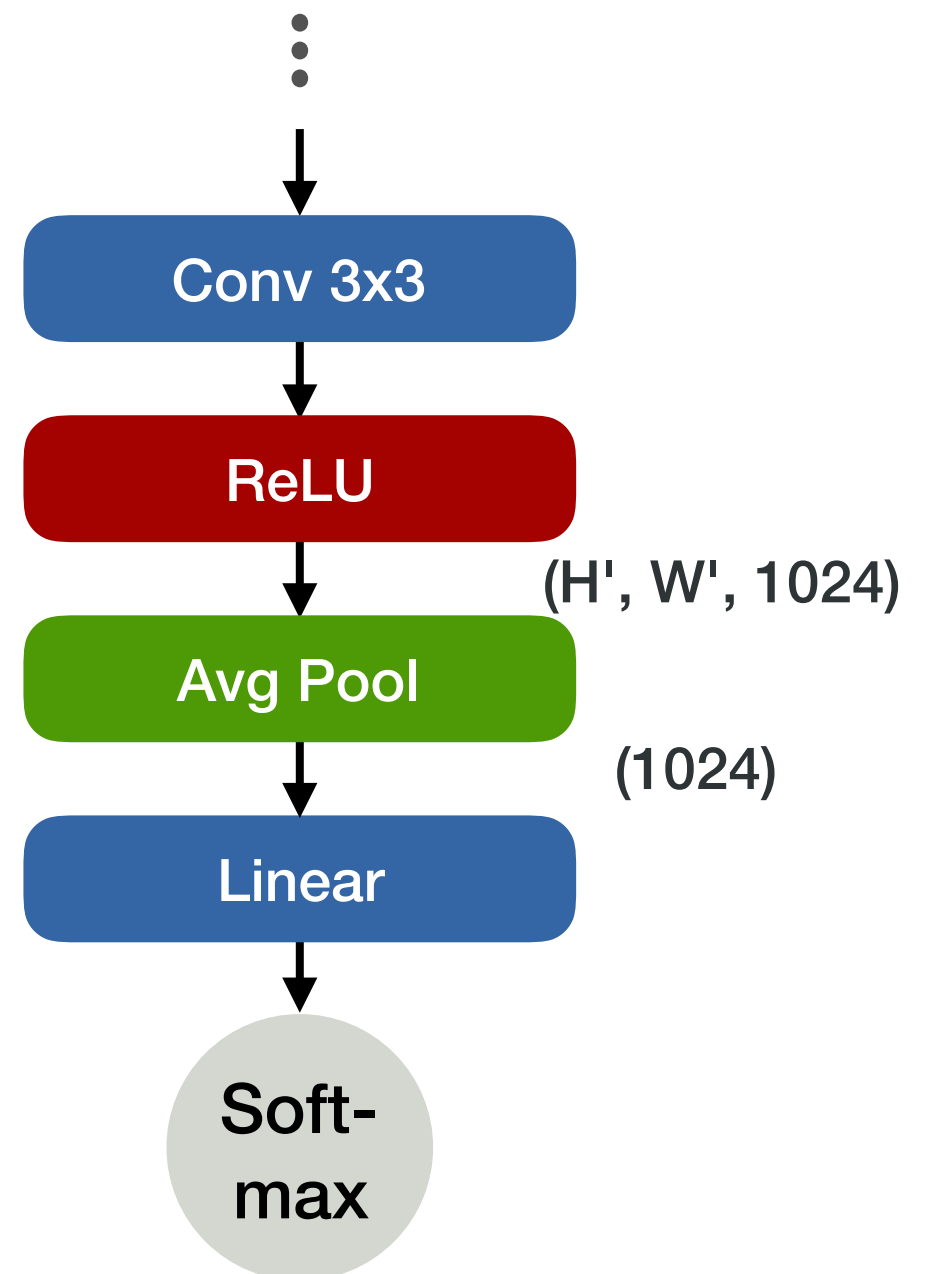 Conv 3x3
ReLU
(H', W', 1024)
Avg Pool
(1024)
Linear
Soft-
max